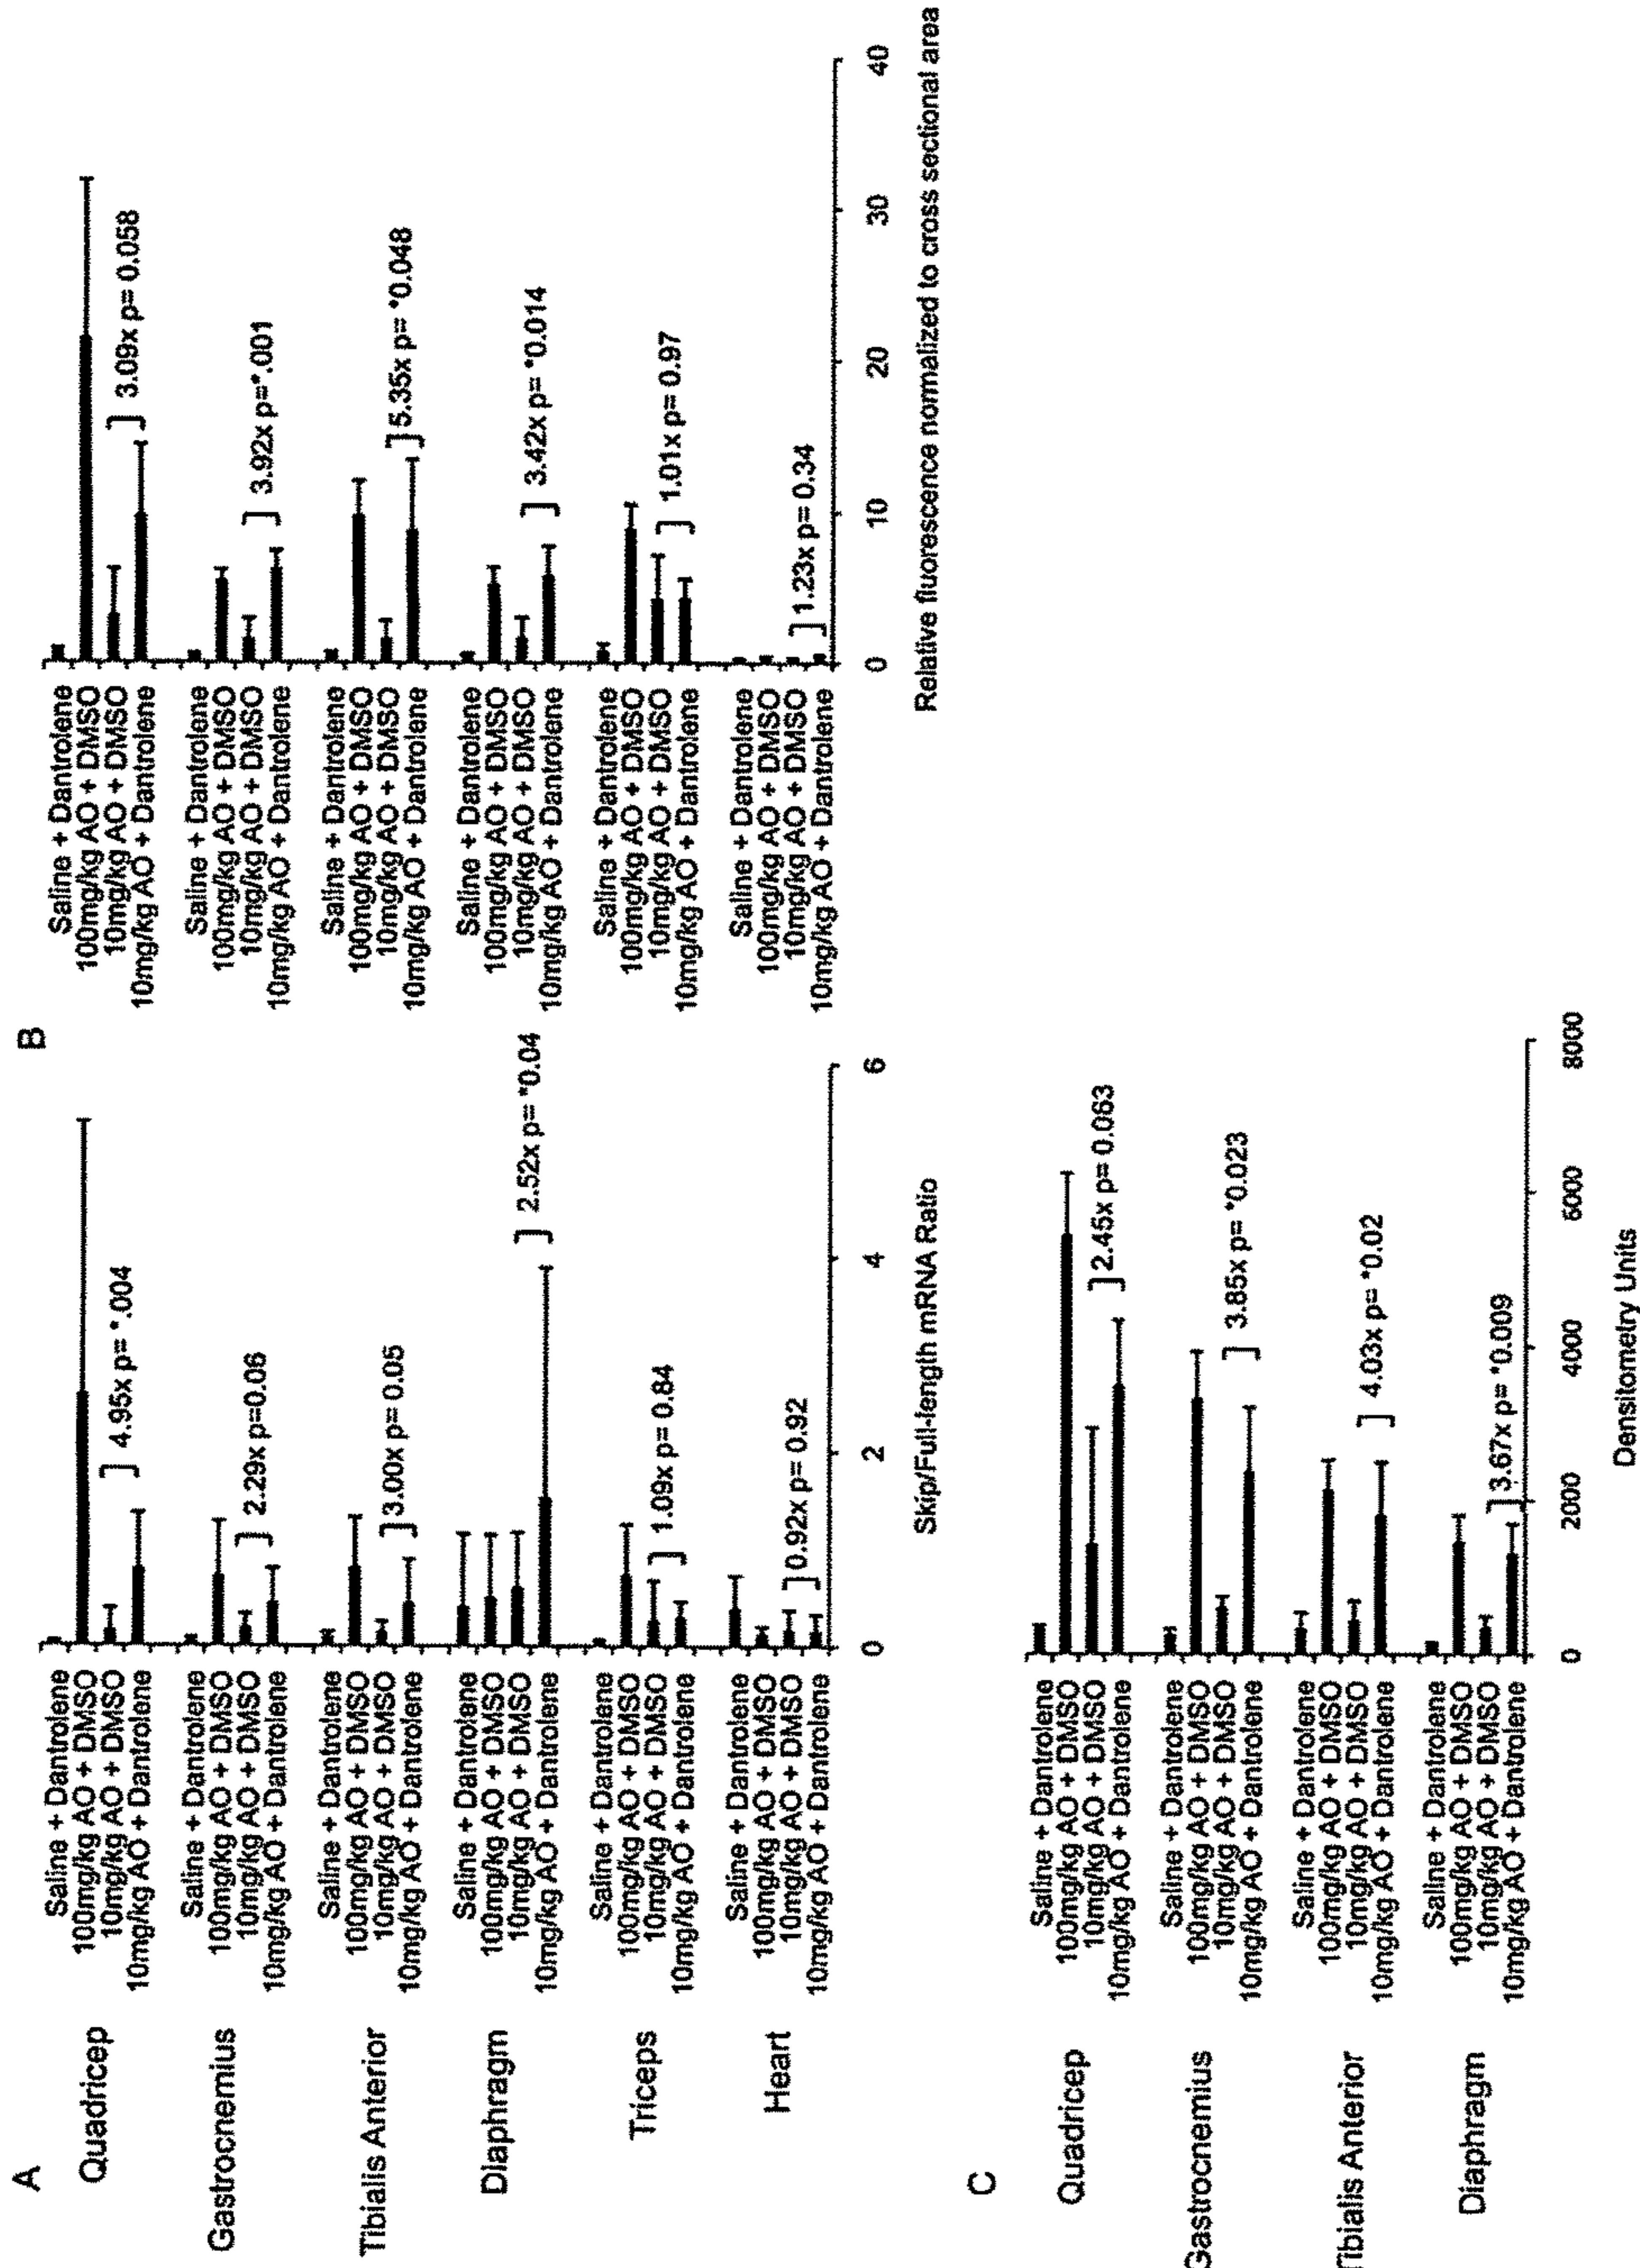 A
Quadricep
Saline + Dantrolene
100mg/kg AO + DMSO
10mg/kg AO + DMSO
10mg/kg AO + Dantrolene
4.95x p= *.004
Gastrocnemius
Saline + Dantrolene
100mg/kg AO + DMSO
10mg/kg AO + DMSO
10mg/kg AO + Dantrolene
2.29x p=0.06
Tibialis Anterior
Saline + Dantrolene
100mg/kg AO + DMSO
10mg/kg AO + DMSO
10mg/kg AO + Dantrolene
3.00x p= 0.05
Diaphragm
Saline + Dantrolene
100mg/kg AO + DMSO
10mg/kg AO + DMSO
10mg/kg AO + Dantrolene
2.52x p= *0.04
Triceps
Saline + Dantrolene
100mg/kg AO + DMSO
10mg/kg AO + DMSO
10mg/kg AO + Dantrolene
1.09x p= 0.84
Heart
Saline + Dantrolene
100mg/kg AO + DMSO
10mg/kg AO + DMSO
10mg/kg AO + Dantrolene
0.92x p= 0.92
0 2 4 6
Skip/Full-length mRNA Ratio
B
Saline + Dantrolene
100mg/kg AO + DMSO
10mg/kg AO + DMSO
10mg/kg AO + Dantrolene
3.09x p= 0.058
Saline + Dantrolene
100mg/kg AO + DMSO
10mg/kg AO + DMSO
10mg/kg AO + Dantrolene
3.92x p=*.001
Saline + Dantrolene
100mg/kg AO + DMSO
10mg/kg AO + DMSO
10mg/kg AO + Dantrolene
5.35x p= *0.048
Saline + Dantrolene
100mg/kg AO + DMSO
10mg/kg AO + DMSO
10mg/kg AO + Dantrolene
3.42x p= *0.014
Saline + Dantrolene
100mg/kg AO + DMSO
10mg/kg AO + DMSO
10mg/kg AO + Dantrolene
1.01x p= 0.97
Saline + Dantrolene
100mg/kg AO + DMSO
10mg/kg AO + DMSO
10mg/kg AO + Dantrolene
1.23x p= 0.34
0 10 20 30 40
Relative fluorescence normalized to cross sectional area
C
Quadricep
Saline + Dantrolene
100mg/kg AO + DMSO
10mg/kg AO + DMSO
10mg/kg AO + Dantrolene
2.45x p= 0.063
Gastrocnemius
Saline + Dantrolene
100mg/kg AO + DMSO
10mg/kg AO + DMSO
10mg/kg AO + Dantrolene
3.85x p= *0.023
Tibialis Anterior
Saline + Dantrolene
100mg/kg AO + DMSO
10mg/kg AO + DMSO
10mg/kg AO + Dantrolene
4.03x p= *0.02
Diaphragm
Saline + Dantrolene
100mg/kg AO + DMSO
10mg/kg AO + DMSO
10mg/kg AO + Dantrolene
3.67x p= *0.009
0 2000 4000 6000 8000
Densitometry Units